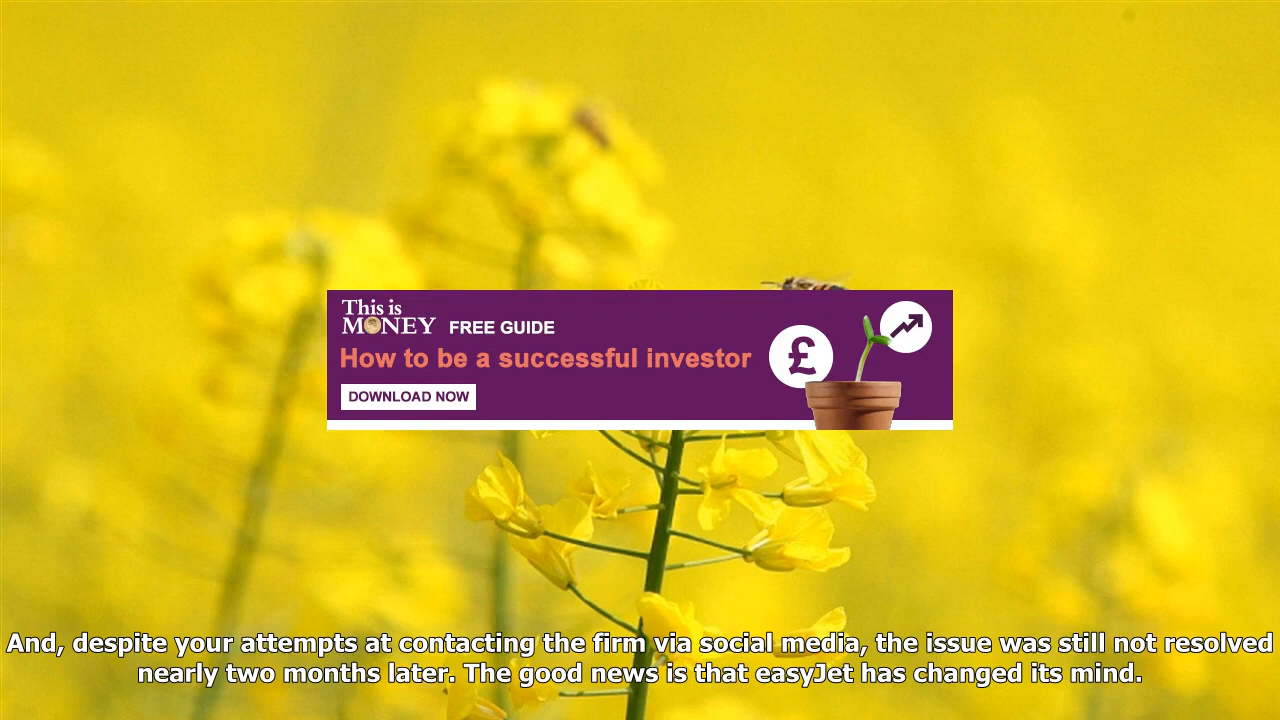 This is
MONEY FREE GUIDE
How to be a successful investor
DOWNLOAD NOW
£
And, despite your attempts at contacting the firm via social media, the issue was still not resolved
nearly two months later. The good news is that easyJet has changed its mind.